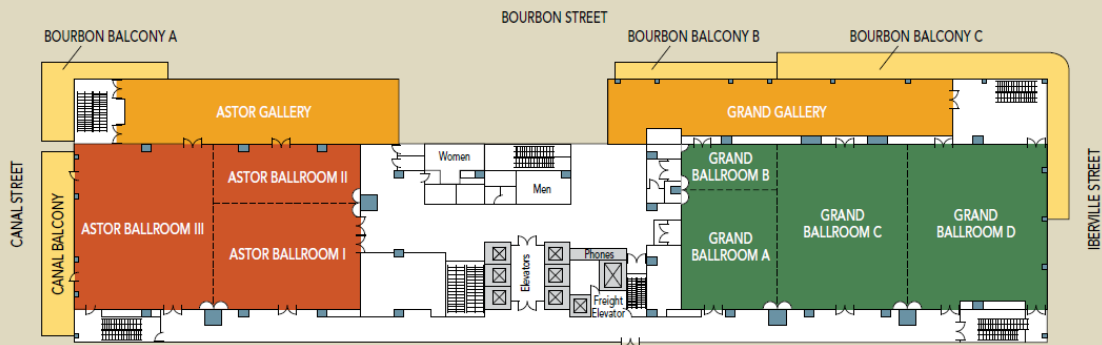 BOURBON STREET
BOURBON BALCONY A
BOURBON BALCONY B
BOURBON BALCONY C
ASTOR GALLERY
GRAND GALLERY
CANAL STREET
CANAL BALCONY
ASTOR BALLROOM III
ASTOR BALLROOM II
ASTOR BALLROOM I
Women
Men
Elevators
Phones
Freight
Elevator
GRAND
BALLROOM B
GRAND
BALLROOM A
GRAND
BALLROOM C
GRAND
BALLROOM D
IBERVILLE STREET